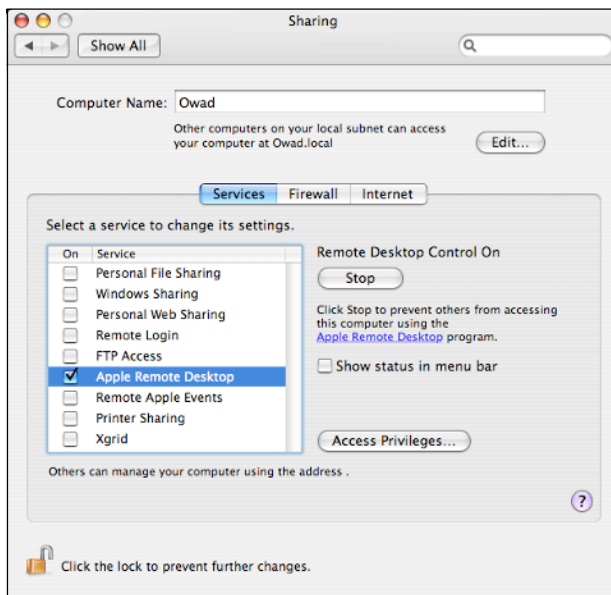 Sharing
Show All
Computer Name: Owad
Other computers on your local subnet can access
your computer at Owad.local
Edit...
Services Firewall Internet
Select a service to change its settings.
On Service
Personal File Sharing
Windows Sharing
Personal Web Sharing
Remote Login
FTP Access
Apple Remote Desktop
Remote Apple Events
Printer Sharing
Xgrid
Remote Desktop Control On
Stop
Click Stop to prevent others from accessing
this computer using the
Apple Remote Desktop program.
Show status in menu bar
Access Privileges...
Others can manage your computer using the address .
?
Click the lock to prevent further changes.